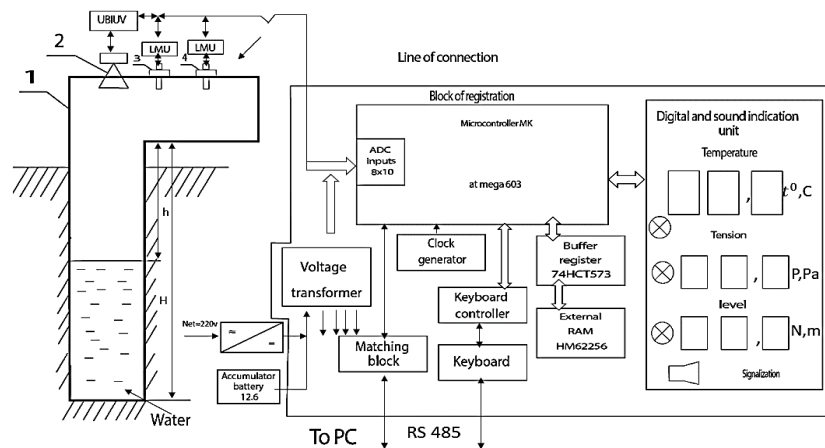 UBIUV
LMU
LMU
2
3
4
1
Line of connection
Block of registration
Microcontroller MK
ADC
Inputs
8x10
at mega 603
Digital and sound indication
unit
Temperature
, t⁰,C
Tension
, P,Pa
level
, N,m
Signalization
h
H
Clock
generator
Buffer
register
74HCT573
Voltage
transformer
Keyboard
controller
External
RAM
HM62256
Net=220v
≈
=
Matching
block
Keyboard
Accumulator
battery
12.6
Water
To PC
RS 485